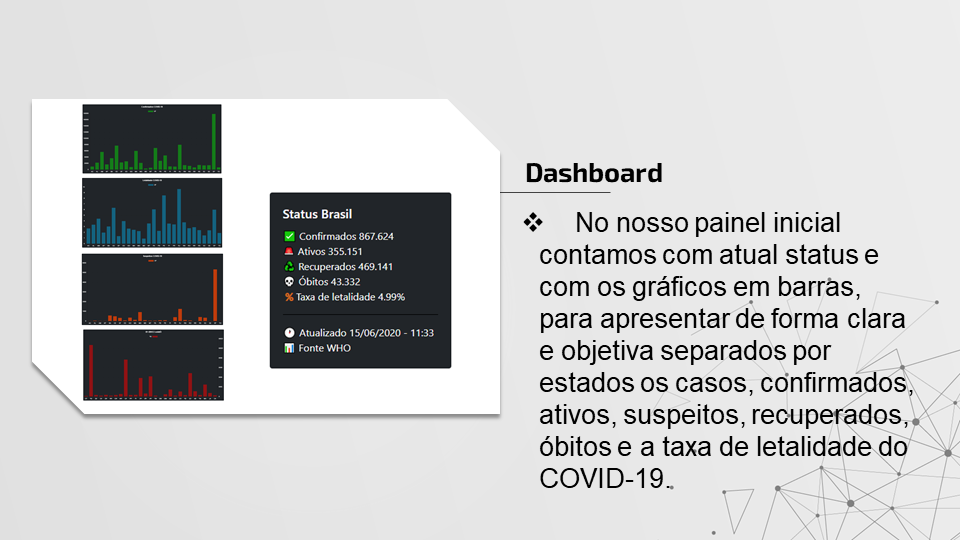 Status Brasil
Confirmados 867.624
Ativos 355.151
Recuperados 469.141
Óbitos 43.332
Taxa de letalidade 4.99%
Atualizado 15/06/2020 - 11:33
Fonte WHO
Dashboard
No nosso painel inicial
contamos com atual status e
com os gráficos em barras,
para apresentar de forma clara
e objetiva separados por
estados os casos, confirmados,
ativos, suspeitos, recuperados,
óbitos e a taxa de letalidade do
COVID-19.